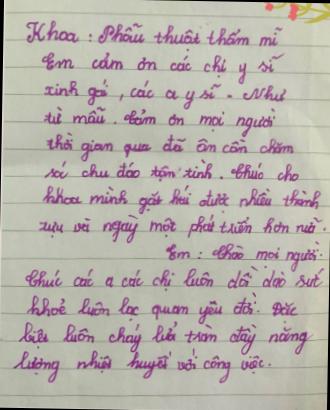 Khoa : Phẫu thuật thẩm mĩ
Em cảm ơn các chị y sĩ
xinh gái, các a y sĩ - Như
từ mẫu. Cảm ơn mọi người
thời gian qua đã ân cần chăm
sóc chu đáo tận tình. Chúc cho
khoa mình gặt hái được nhiều thành
tựu và ngày một phát triển hơn nữa.
Em : Chào mọi người.
Chúc các a các chị luôn dồi dào sức
khoẻ luôn lạc quan yêu đời. Đặc
biệt luôn cháy lửa tràn đầy năng
lượng nhiệt huyết với công việc.